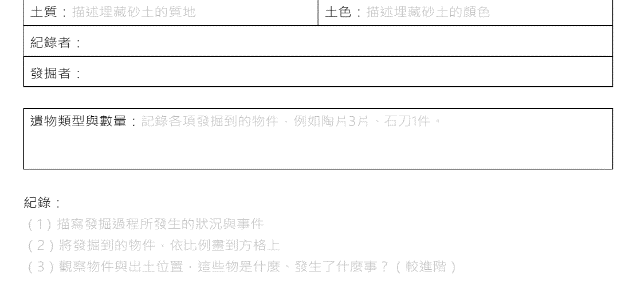 土質：描述埋藏砂土的質地 土色：描述埋藏砂土的顏色
紀錄者：
發掘者：
遺物類型與數量：記錄各項發掘到的物件，例如陶片3片、石刀1件。
紀錄：
（1）描寫發掘過程所發生的狀況與事件
（2）將發掘到的物件，依比例畫到方格上
（3）觀察物件與出土位置，這些物是什麼、發生了什麼事？（較進階）